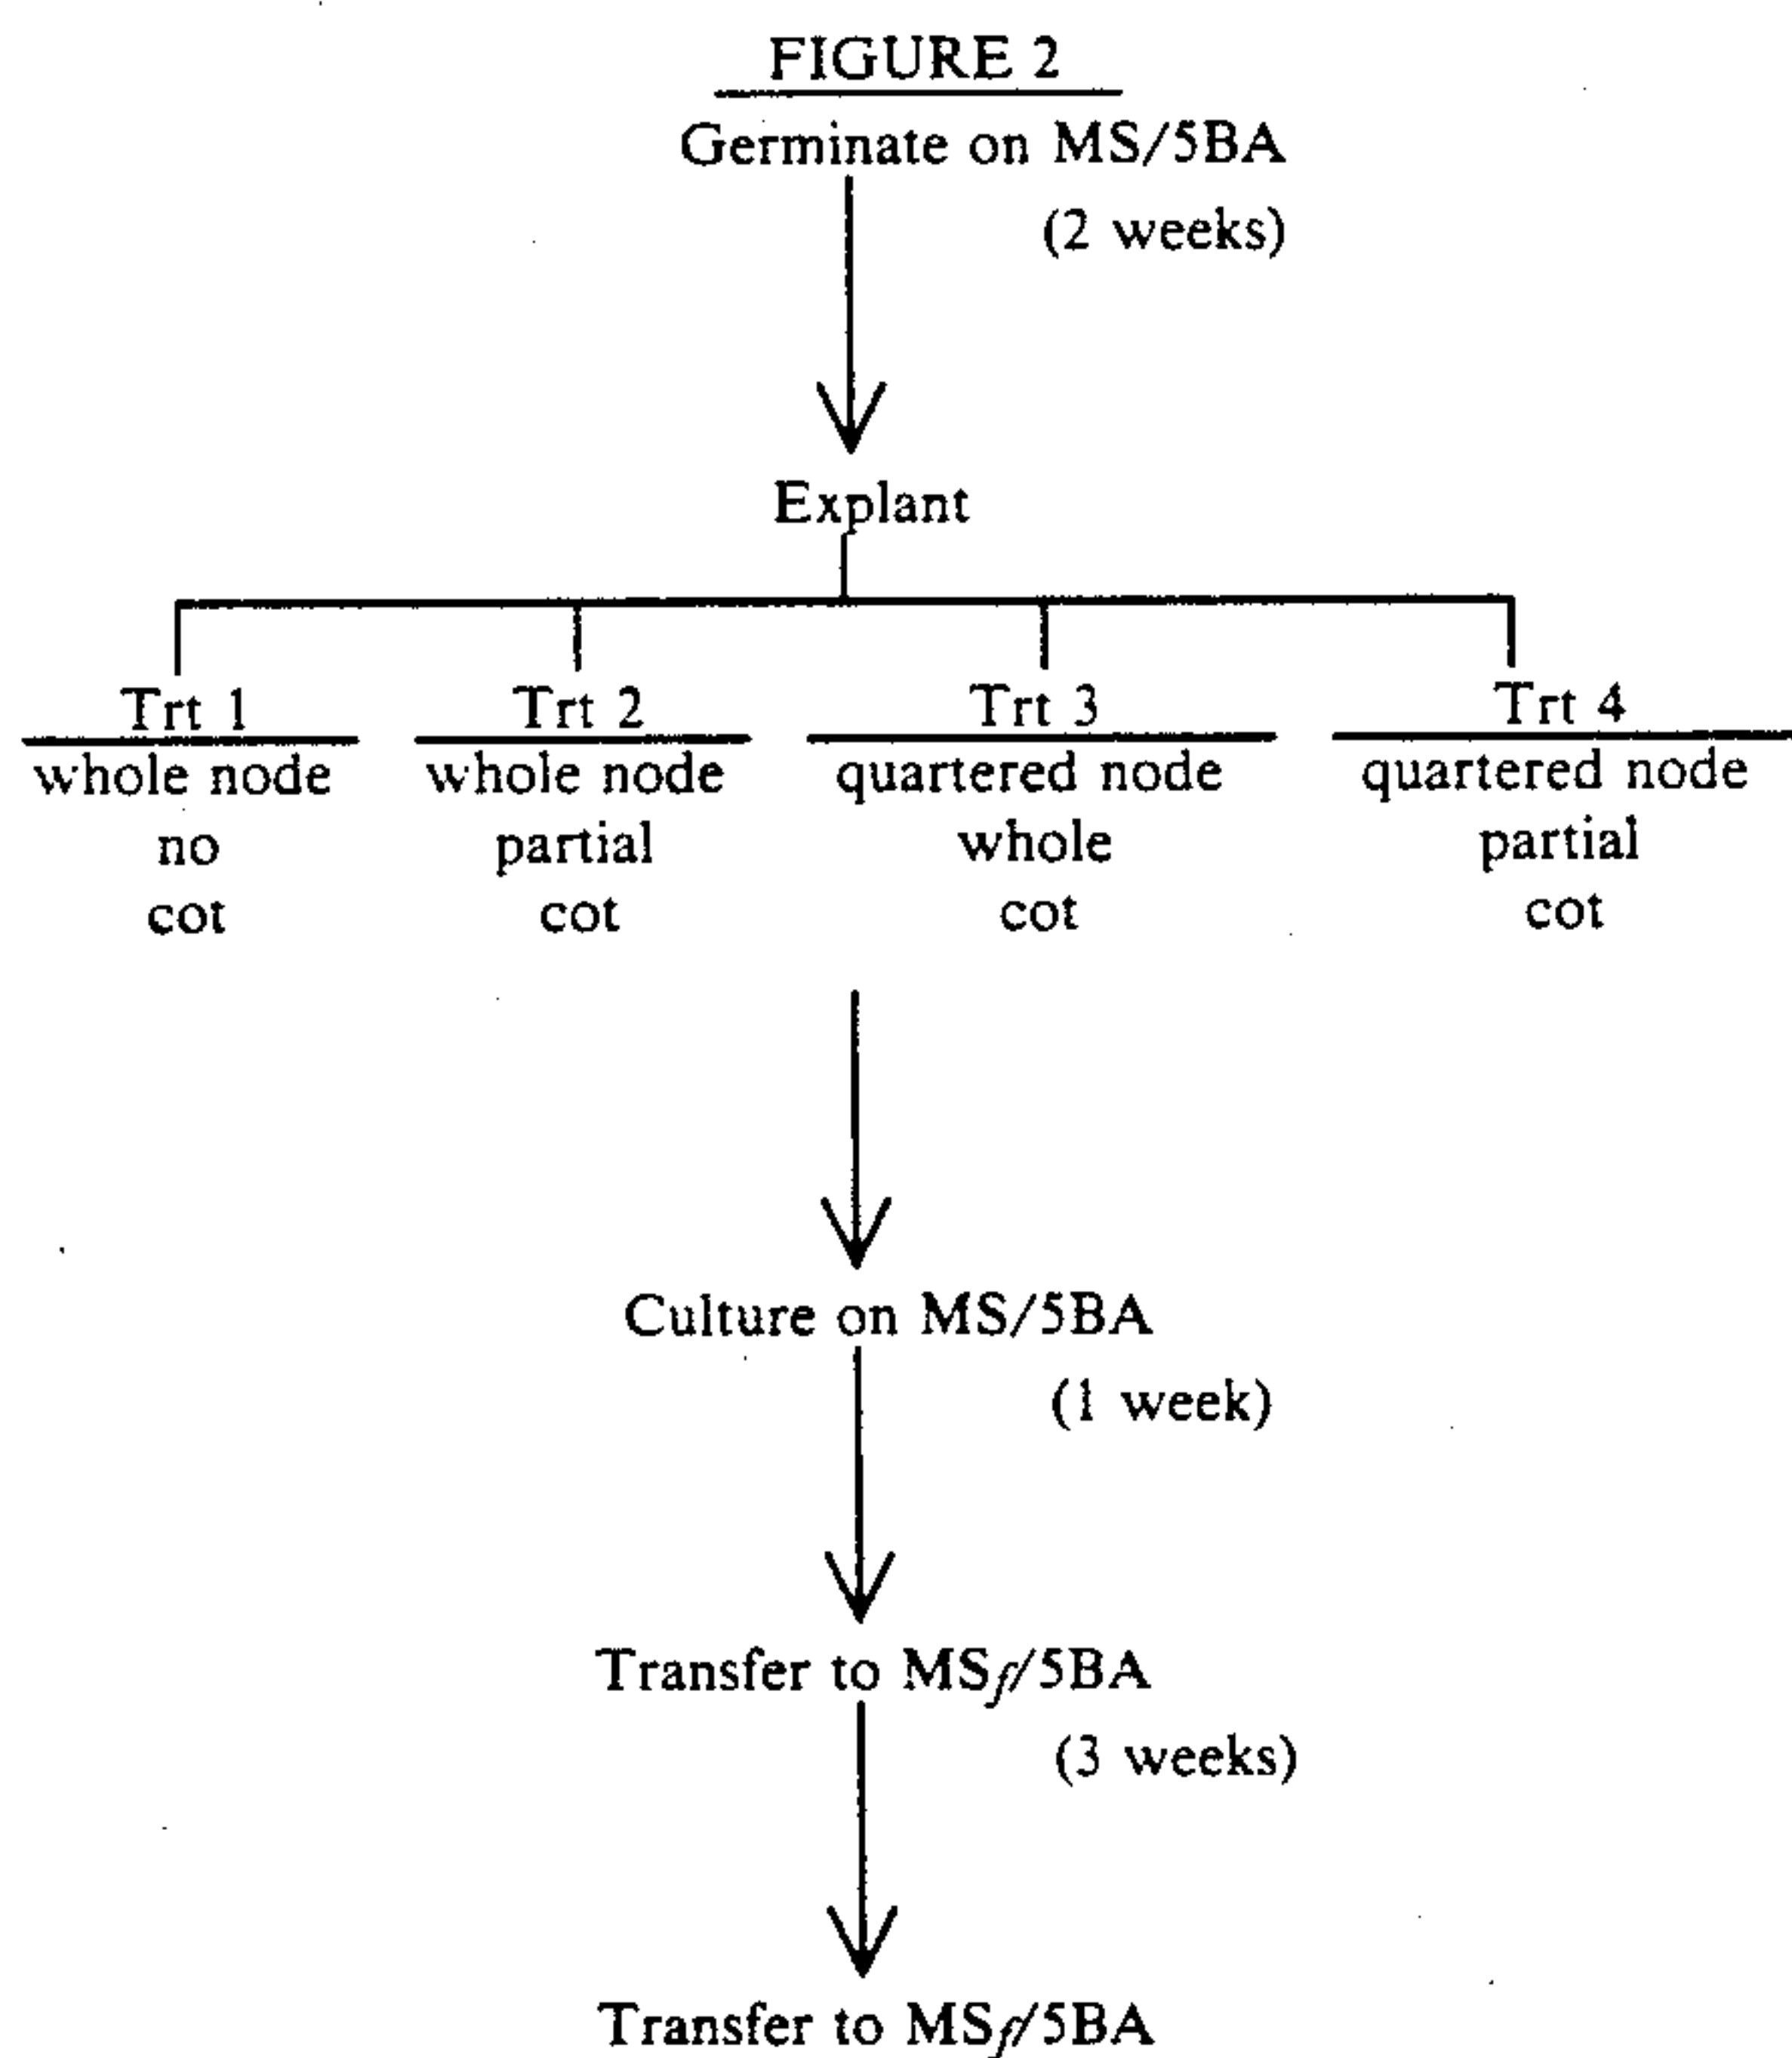 FIGURE 2
Germinate on MS/5BA
(2 weeks)
Explant
Trt 1 Trt 2 Trt 3 Trt 4
whole node whole node quartered node quartered node
no partial whole partial
cot cot cot cot
Culture on MS/5BA
(1 week)
Transfer to MSf/5BA
(3 weeks)
Transfer to MSf/5BA